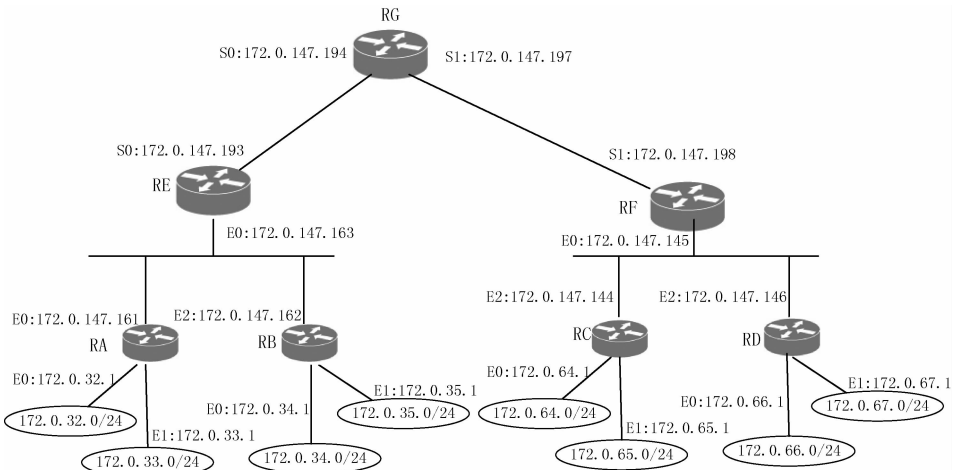 RG
S0:172.0.147.194
S1:172.0.147.197
S0:172.0.147.193
S1:172.0.147.198
RE
RF
E0:172.0.147.163
E0:172.0.147.145
E2:172.0.147.144
E2:172.0.147.146
E0:172.0.147.161
E2:172.0.147.162
RA
RB
RC
RD
E0:172.0.32.1
E1:172.0.35.1
E0:172.0.64.1
E1:172.0.67.1
172.0.32.0/24
E0:172.0.34.1
172.0.35.0/24
172.0.64.0/24
E0:172.0.66.1
172.0.67.0/24
E1:172.0.33.1
E1:172.0.65.1
172.0.33.0/24
172.0.34.0/24
172.0.65.0/24
172.0.66.0/24